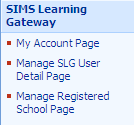 SIMS Learning
Gateway
My Account Page
Manage SLG User
Detail Page
Manage Registered
School Page